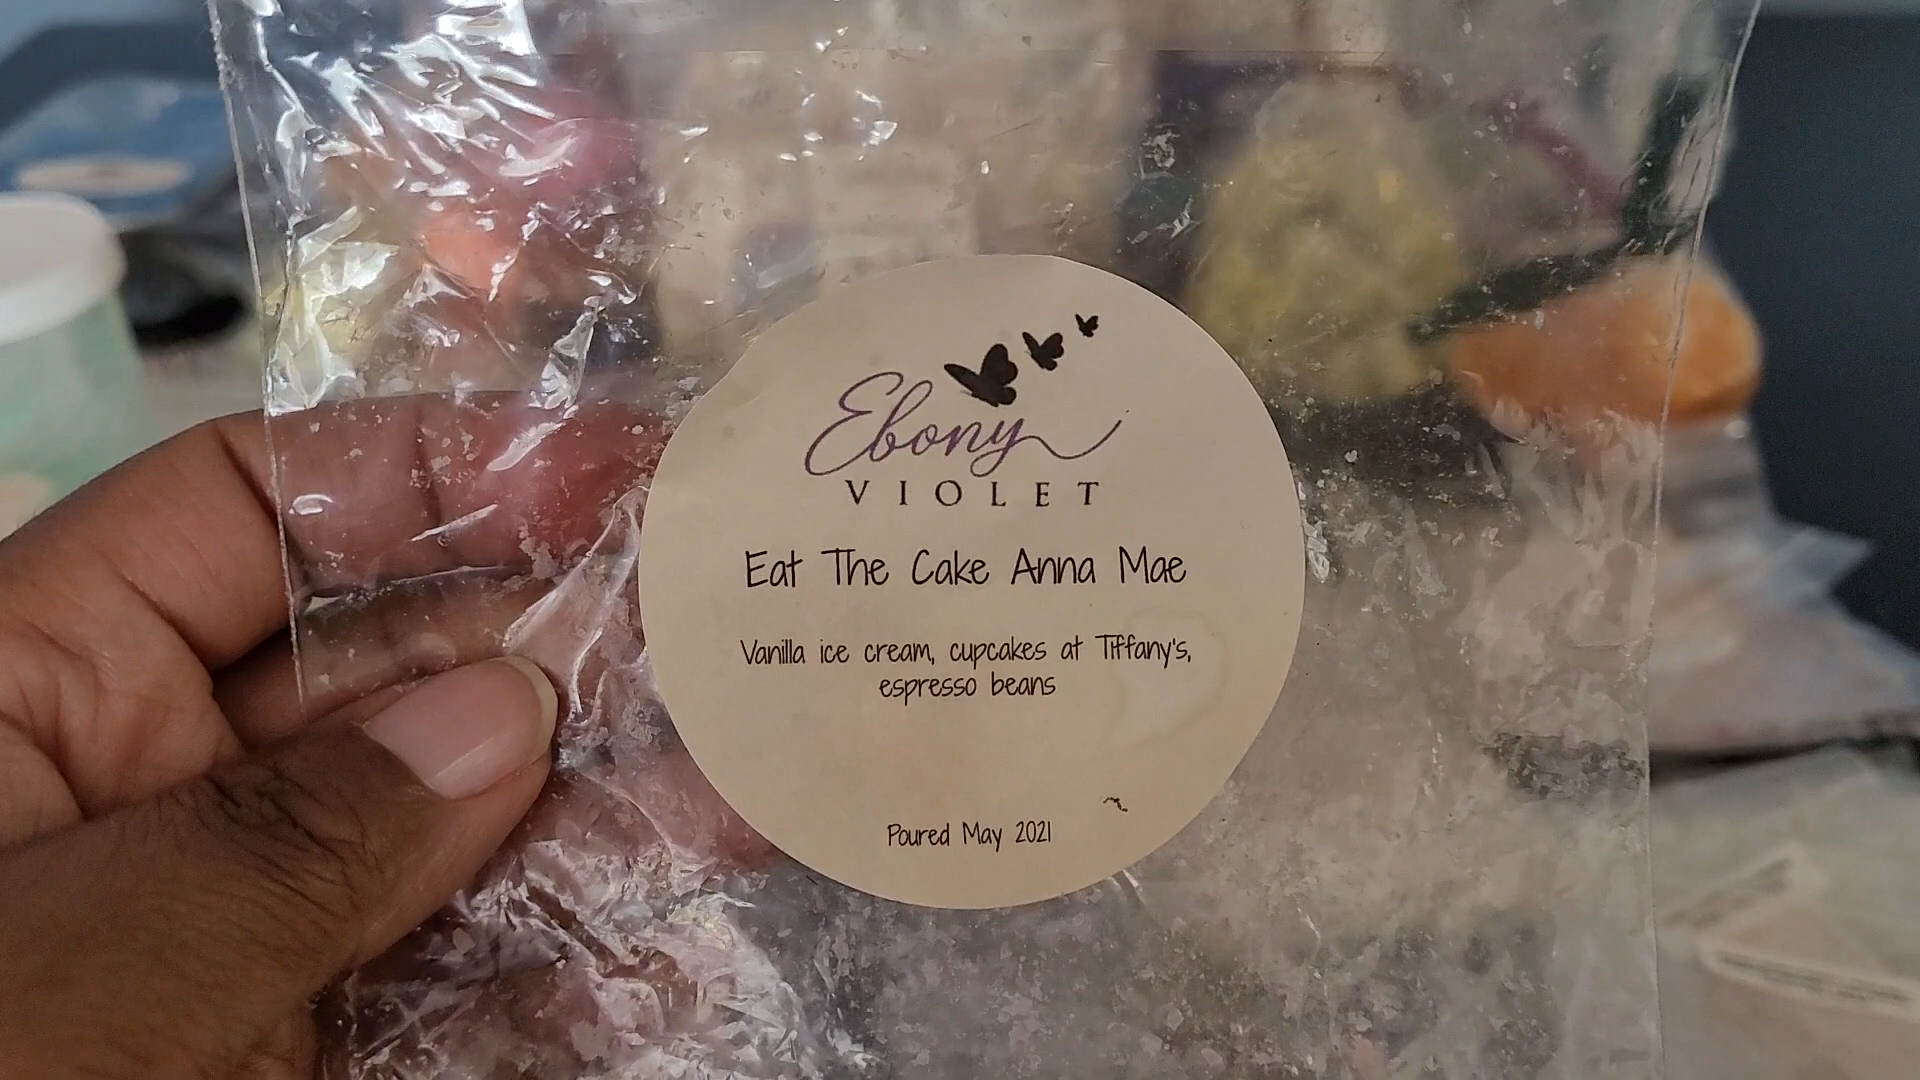 Ebony
VIOLET
Eat The Cake Anna Mae
Vanilla ice cream, cupcakes at Tiffany's,
espresso beans
Poured May 2021